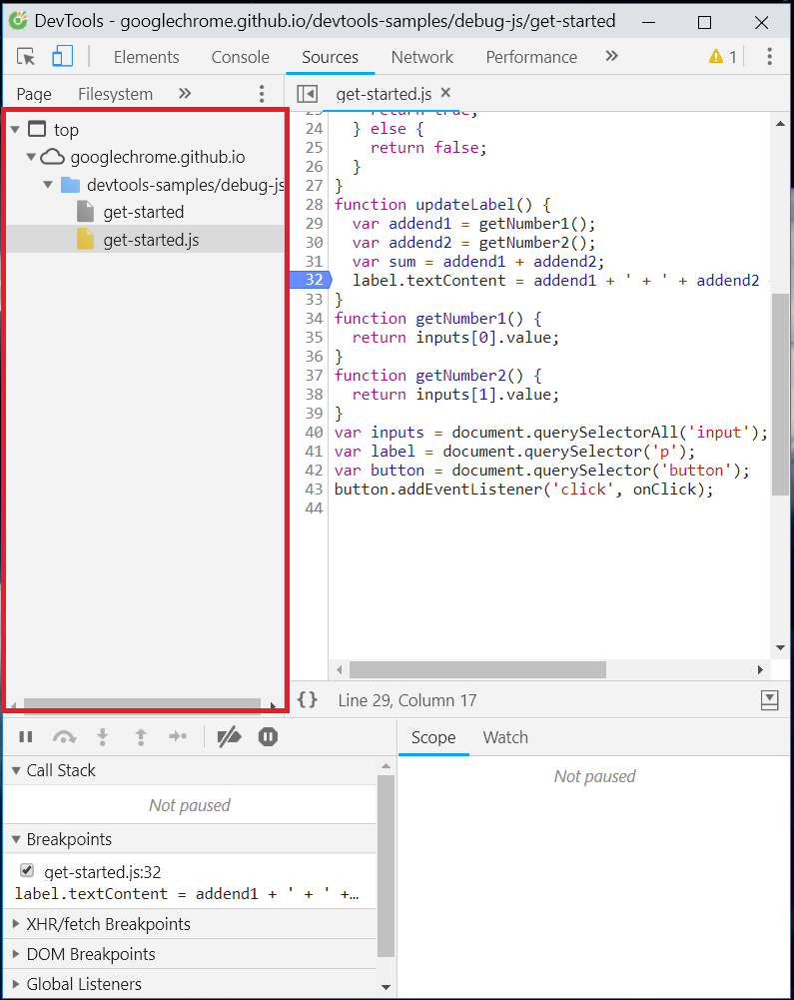 DevTools - googlechrome.github.io/devtools-samples/debug-js/get-started
Elements Console Sources Network Performance » 1
Page Filesystem »
get-started.js ×
top
googlechrome.github.io
devtools-samples/debug-js
get-started
get-started.js
23 return true;
24 } else {
25 return false;
26 }
27 }
28 function updateLabel() {
29 var addend1 = getNumber1();
30 var addend2 = getNumber2();
31 var sum = addend1 + addend2;
32 label.textContent = addend1 + ' + ' + addend2
33 }
34 function getNumber1() {
35 return inputs[0].value;
36 }
37 function getNumber2() {
38 return inputs[1].value;
39 }
40 var inputs = document.querySelectorAll('input');
41 var label = document.querySelector('p');
42 var button = document.querySelector('button');
43 button.addEventListener('click', onClick);
44
{} Line 29, Column 17
Call Stack
Not paused
Breakpoints
get-started.js:32
label.textContent = addend1 + ' + ' +…
XHR/fetch Breakpoints
DOM Breakpoints
Global Listeners
Scope Watch
Not paused